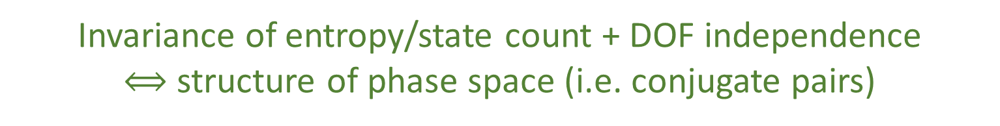 Invariance of entropy/state count + DOF independence
⟺ structure of phase space (i.e. conjugate pairs)